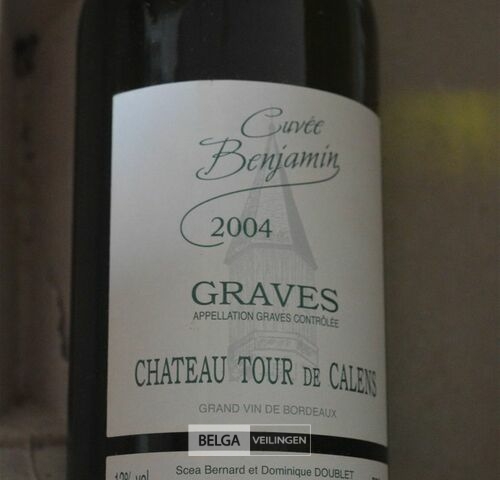 Cuvée
Benjamin
2004
GRAVES
APPELLATION GRAVES CONTRÔLÉE
CHATEAU TOUR DE CALENS
GRAND VIN DE BORDEAUX
BELGA VEILINGEN
Scea Bernard et Dominique DOUBLET
vol